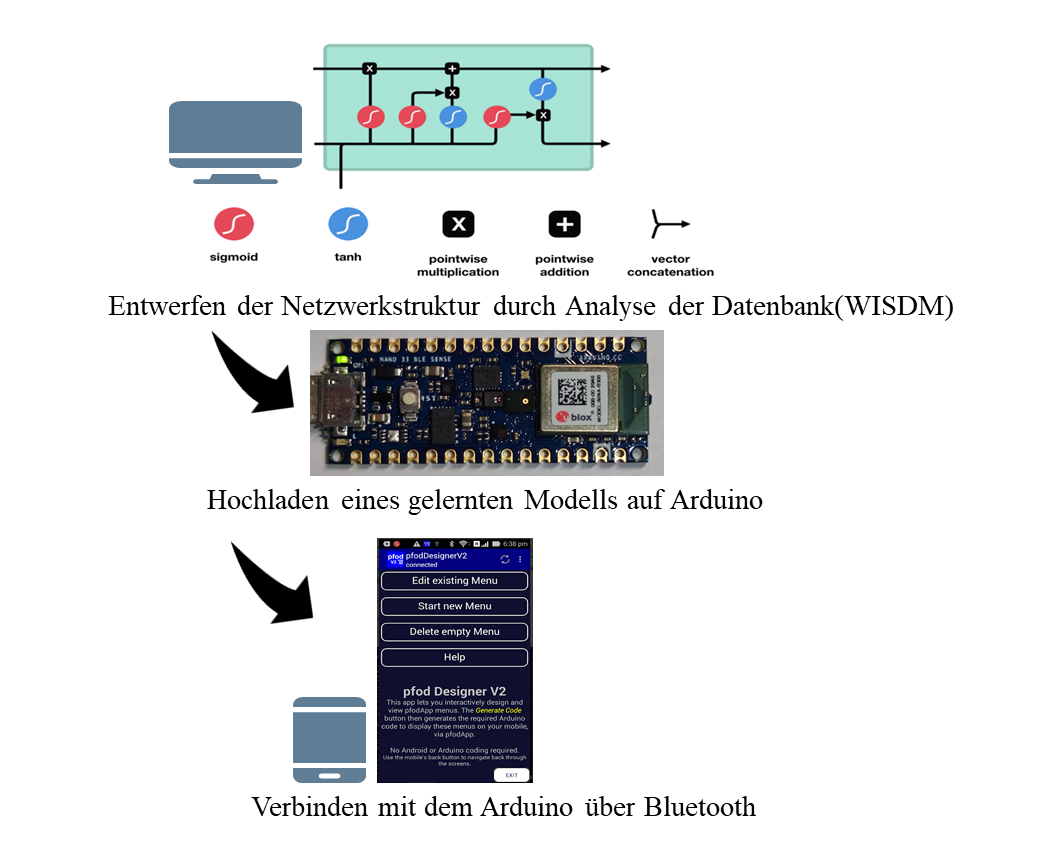 sigmoid
tanh
pointwise
multiplication
pointwise
addition
vector
concatenation
Entwerfen der Netzwerkstruktur durch Analyse der Datenbank(WISDM)
NANO 33 BLE SENSE
ARDUINO.CC
blox
Hochladen eines gelernten Modells auf Arduino
6:38 pm
pfod
V2
pfodDesignerV2
connected
Edit existing Menu
Start new Menu
Delete empty Menu
Help
pfod Designer V2
This app lets you interactively design and
view pfodApp menus. The Generate Code
button then generates the required Arduino
code to display these menus on your mobile,
via pfodApp.
No Android or Arduino coding required.
Use the mobile's back button to navigate back through
the screens.
EXIT
Verbinden mit dem Arduino über Bluetooth